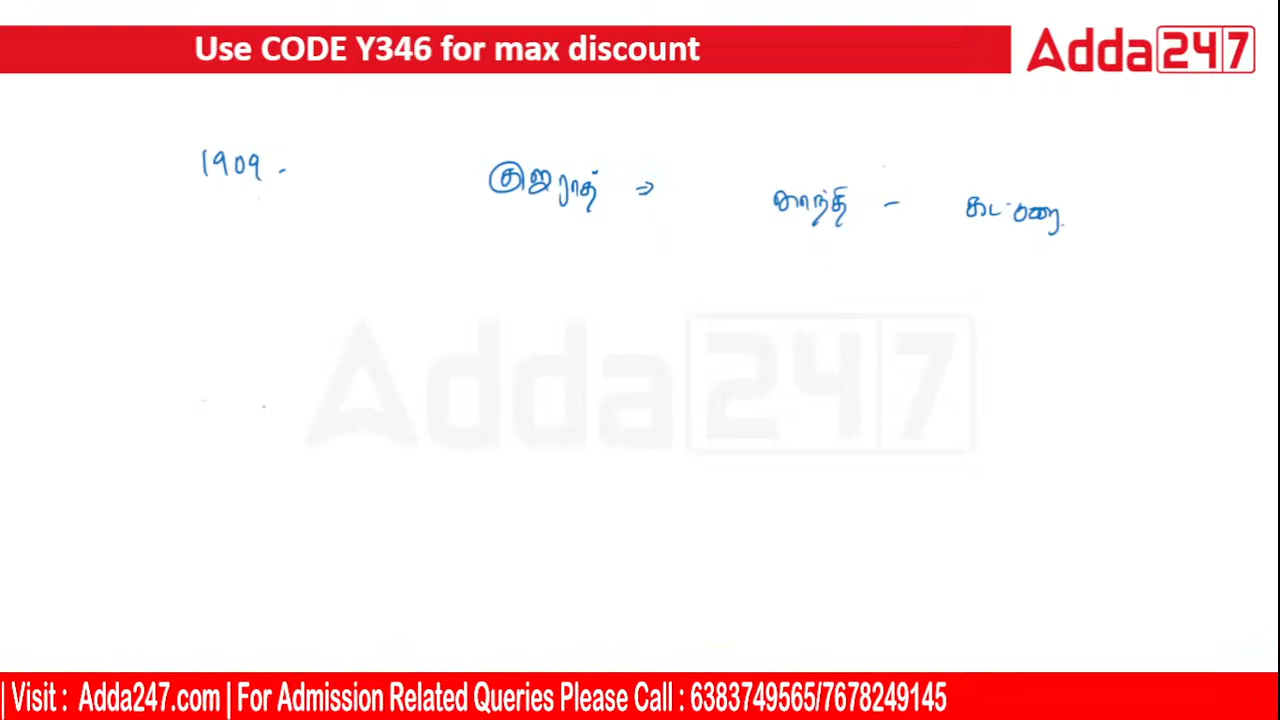 Use CODE Y346 for max discount
Adda247
1909 - குஜராத் ⇒ காந்தி -
Adda247
| Visit : Adda247.com | For Admission Related Queries Please Call : 6383749565/7678249145